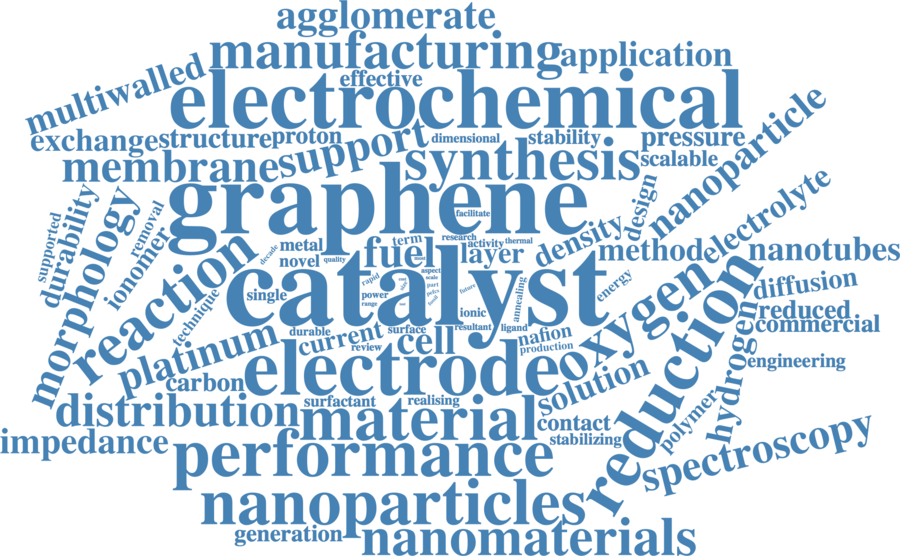 agglomerate
manufacturing
application
multiwalled
effective
electrochemical
nanoparticle
exchange
structure
proton
support
dimensional
stability
pressure
membrane
synthesis
scalable
graphene
facilitate
design
electrolyte
supported
durability
morphology
removal
ionomer
reaction
decade
metal
novel
quality
term
fuel
research
activity
thermal
layer
density
method
nanotubes
catalyst
rapid
aspect
scale
part
single
power
range
future
annealing
energy
oxygen
diffusion
technique
ionic
reduced
commercial
reduction
hydrogen
platinum
durable
current
surface
review
cell
resultant
ligand
nafion
production
engineering
carbon
electrode
solution
distribution
surfactant
realising
material
contact
stabilizing
polymer
impedance
performance
spectroscopy
nanoparticles
generation
nanomaterials